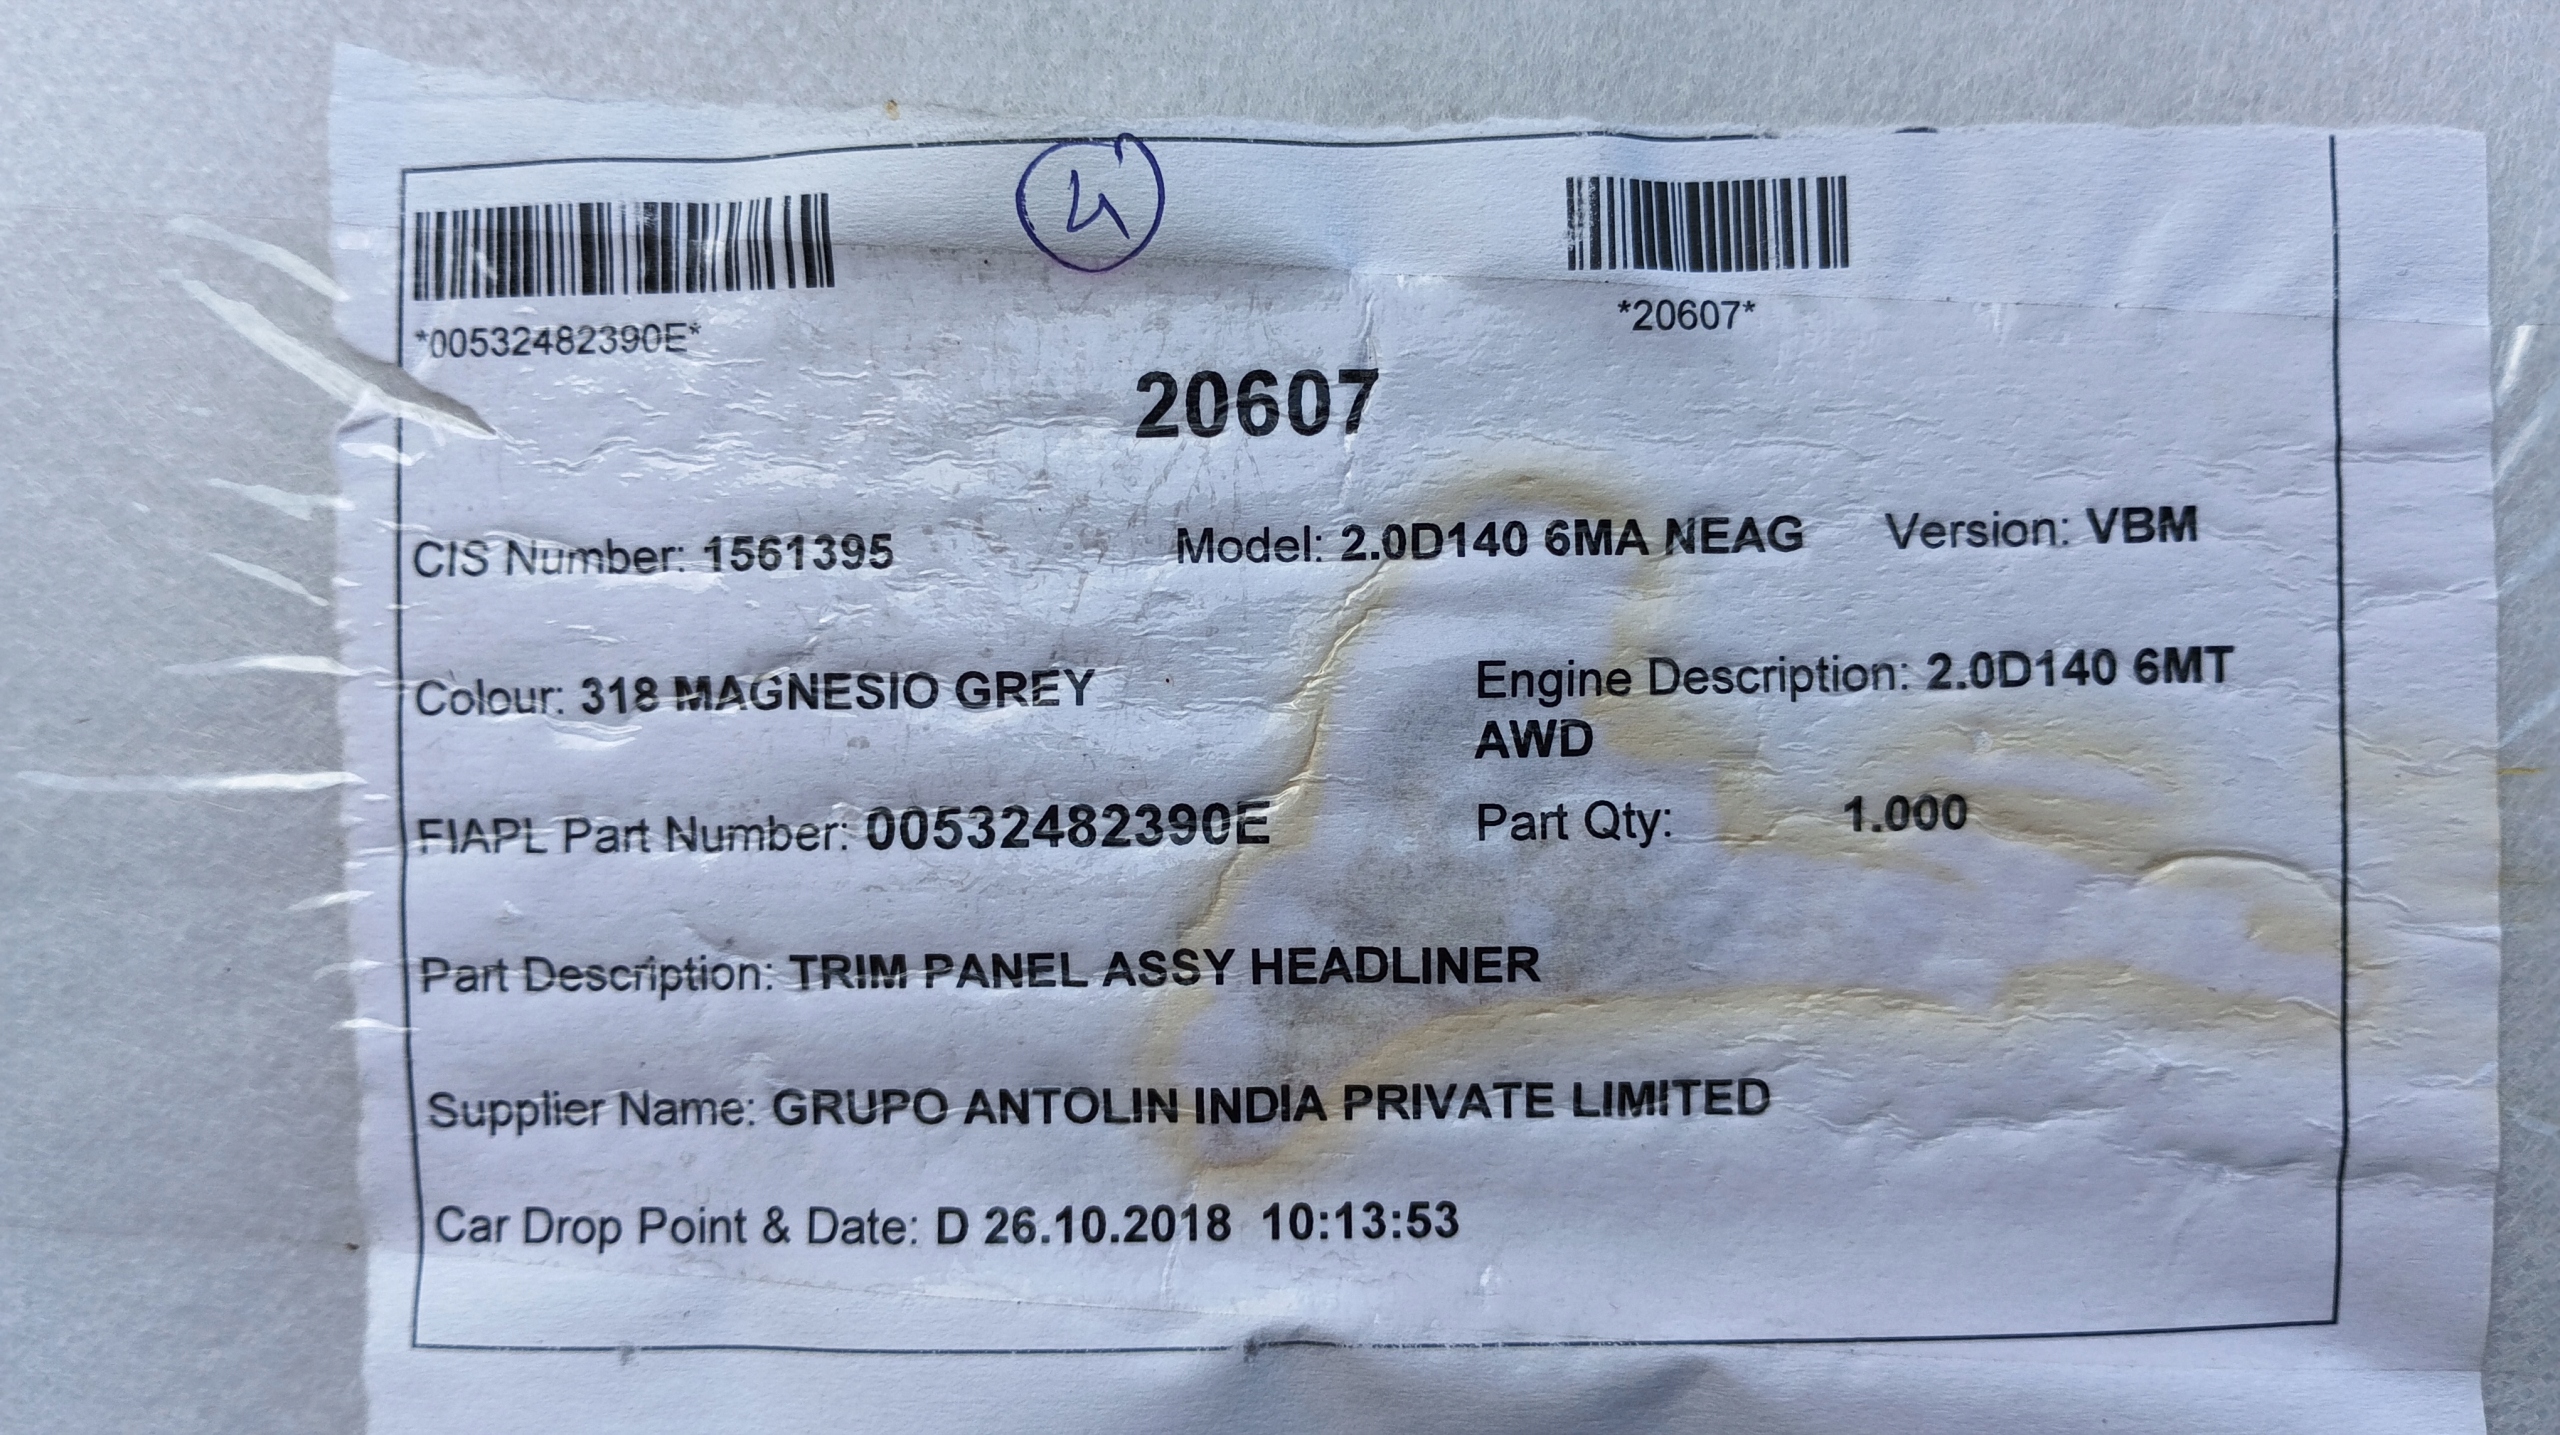 4
*00532482390E*
*20607*
20607
CIS Number: 1561395 Model: 2.0D140 6MA NEAG Version: VBM
Colour: 318 MAGNESIO GREY
Engine Description: 2.0D140 6MT
AWD
FIAPL Part Number: 00532482390E
Part Qty: 1.000
Part Description: TRIM PANEL ASSY HEADLINER
Supplier Name: GRUPO ANTOLIN INDIA PRIVATE LIMITED
Car Drop Point & Date: D 26.10.2018 10:13:53